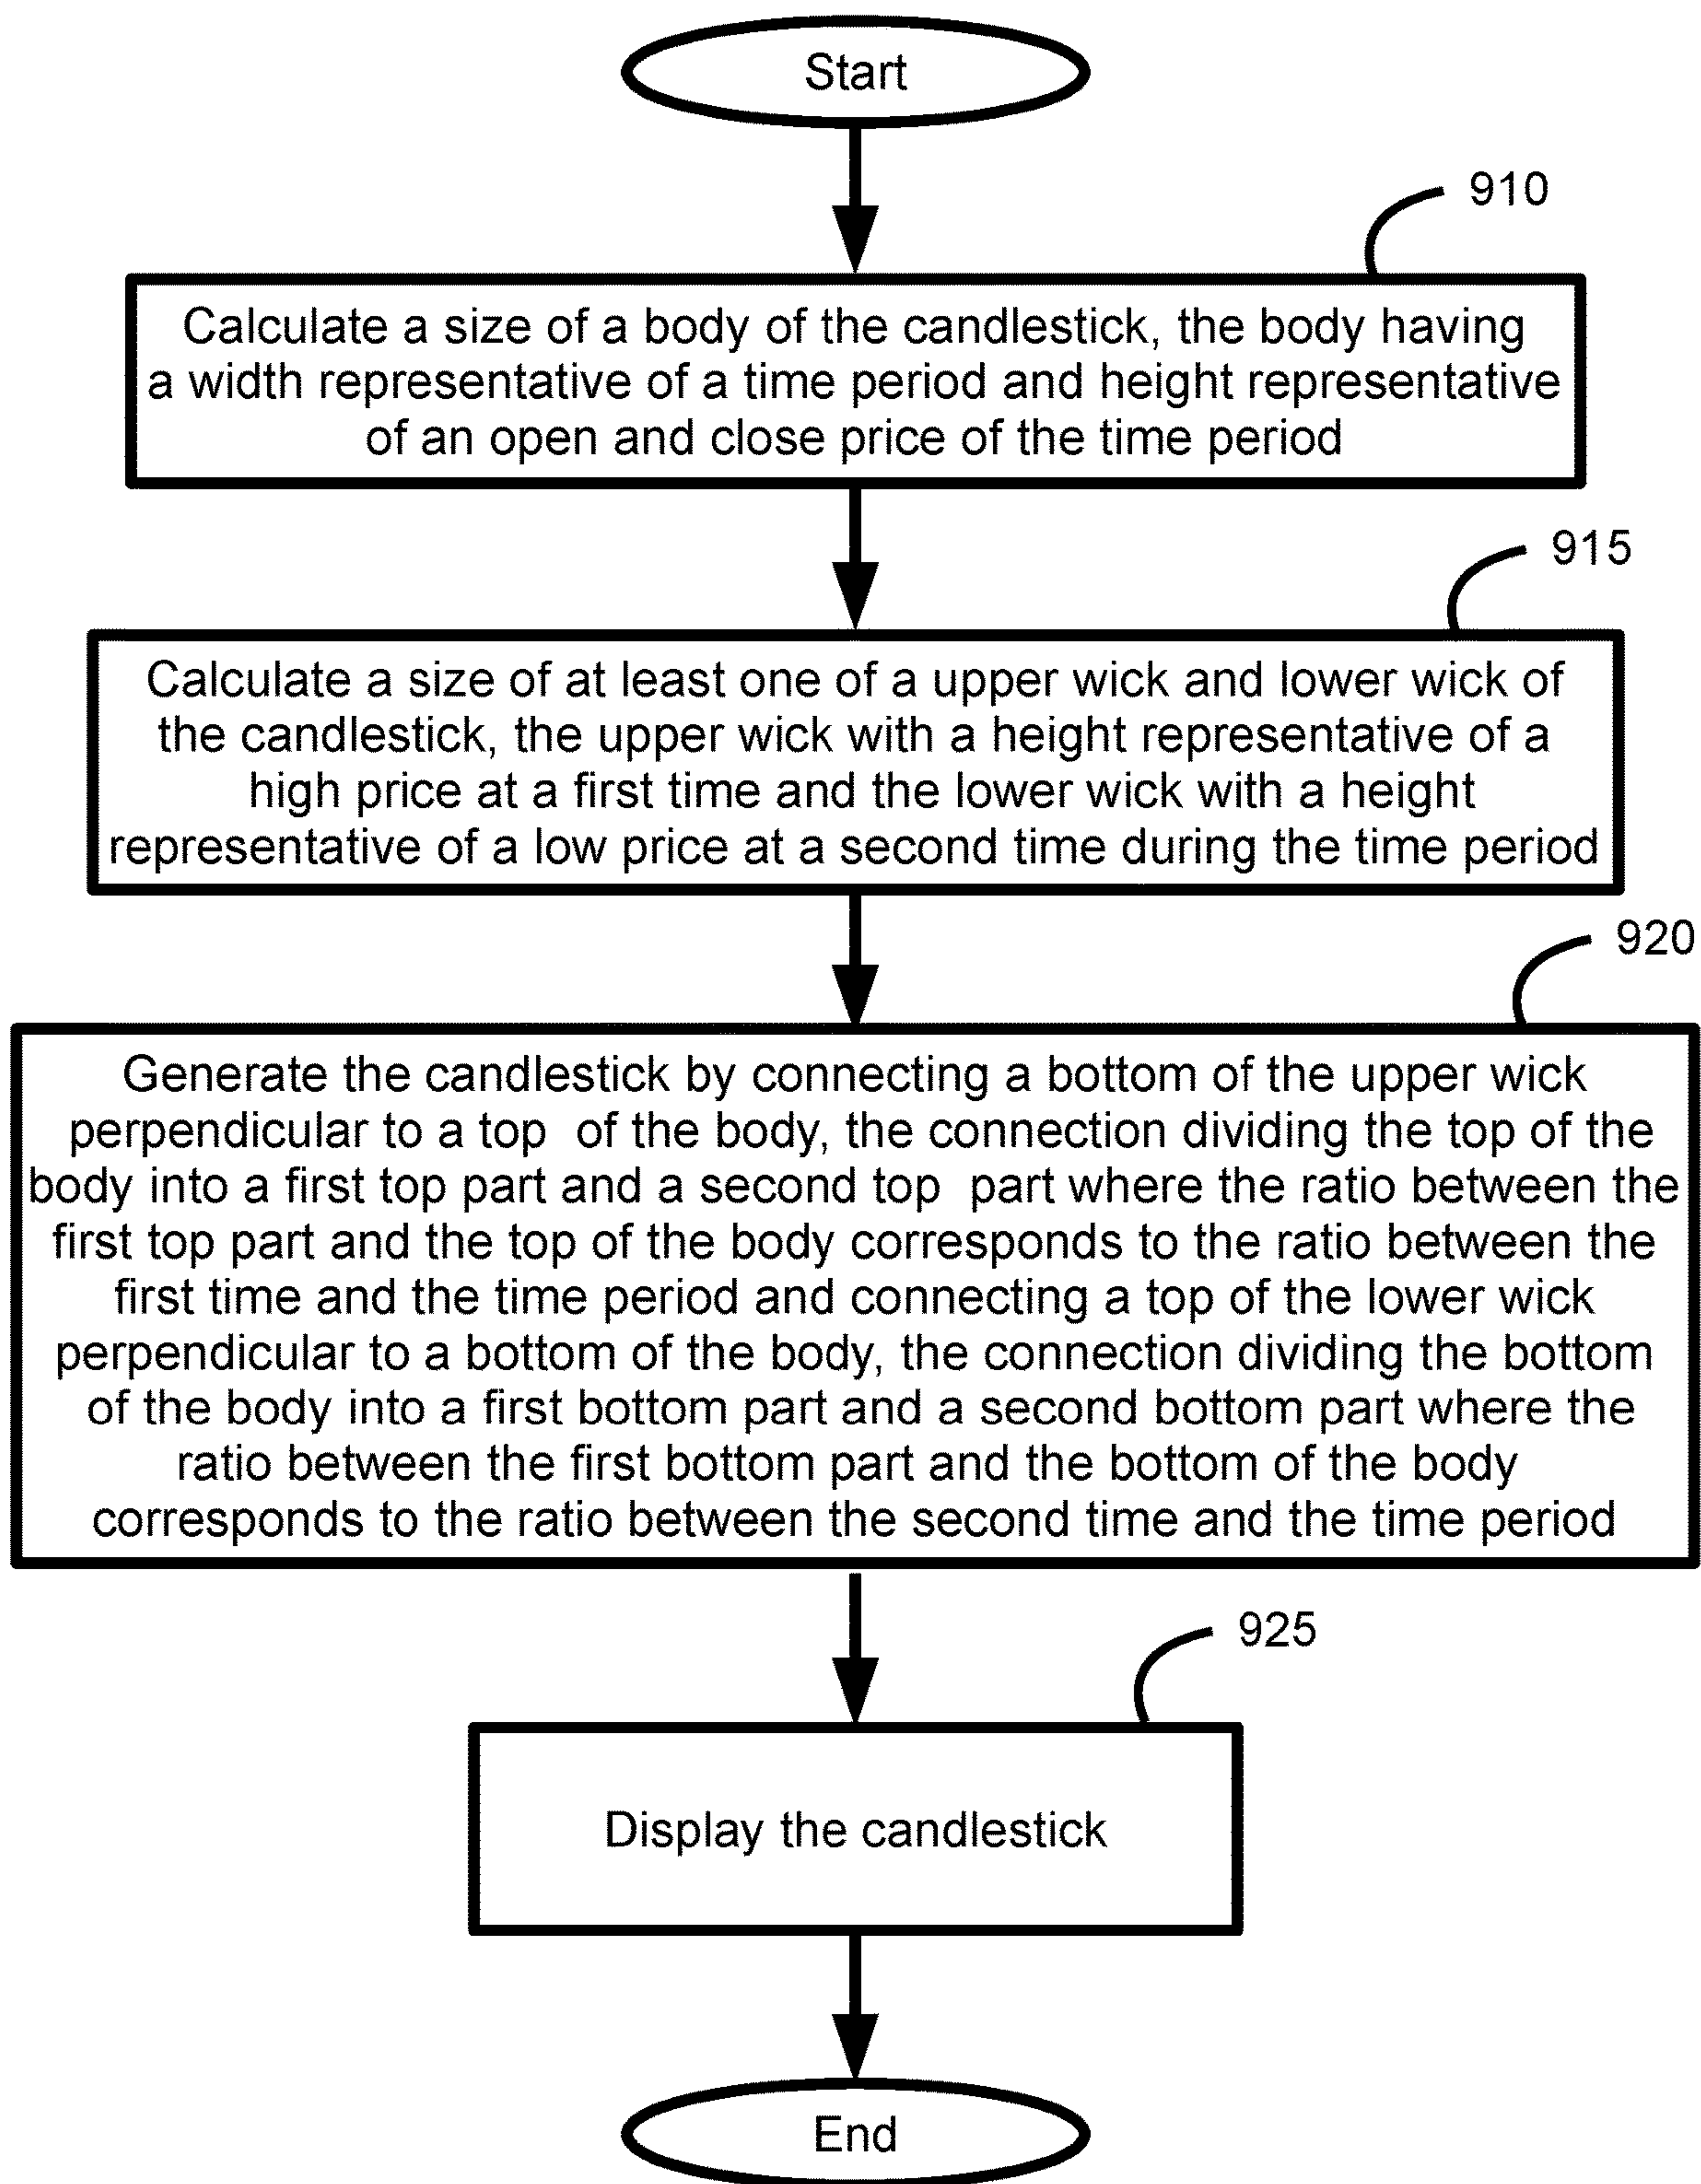 Start
910
Calculate a size of a body of the candlestick, the body having
a width representative of a time period and height representative
of an open and close price of the time period
915
Calculate a size of at least one of a upper wick and lower wick of
the candlestick, the upper wick with a height representative of a
high price at a first time and the lower wick with a height
representative of a low price at a second time during the time period
920
Generate the candlestick by connecting a bottom of the upper wick
perpendicular to a top of the body, the connection dividing the top of the
body into a first top part and a second top part where the ratio between the
first top part and the top of the body corresponds to the ratio between the
first time and the time period and connecting a top of the lower wick
perpendicular to a bottom of the body, the connection dividing the bottom
of the body into a first bottom part and a second bottom part where the
ratio between the first bottom part and the bottom of the body
corresponds to the ratio between the second time and the time period
925
Display the candlestick
End